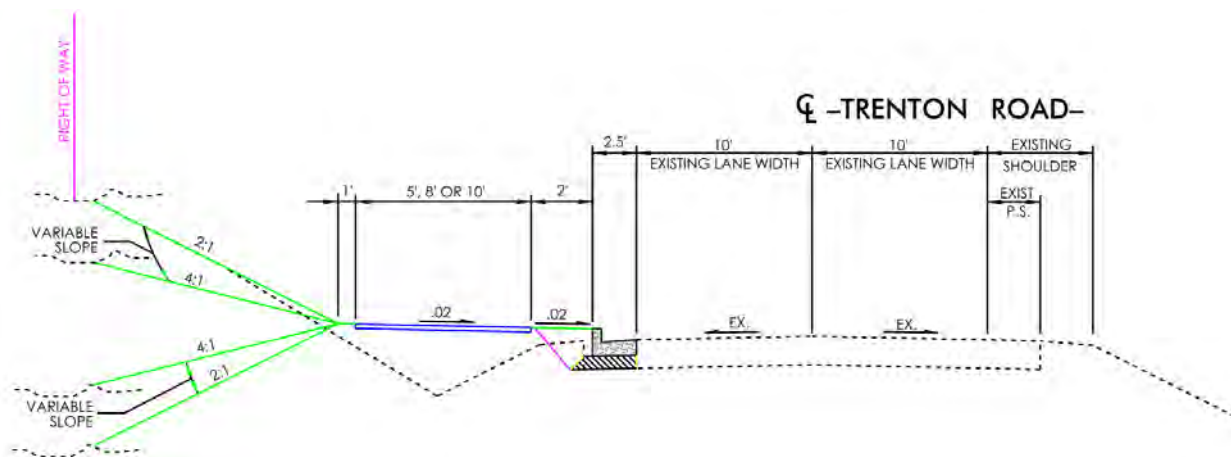 RIGHT OF WAY
℄ -TRENTON ROAD-
2.5'
10'
10'
EXISTING
EXISTING LANE WIDTH
EXISTING LANE WIDTH
SHOULDER
1'
5', 8' OR 10'
2'
EXIST
P.S.
VARIABLE
SLOPE
2:1
4:1
.02
.02
EX.
EX.
4:1
2:1
VARIABLE
SLOPE